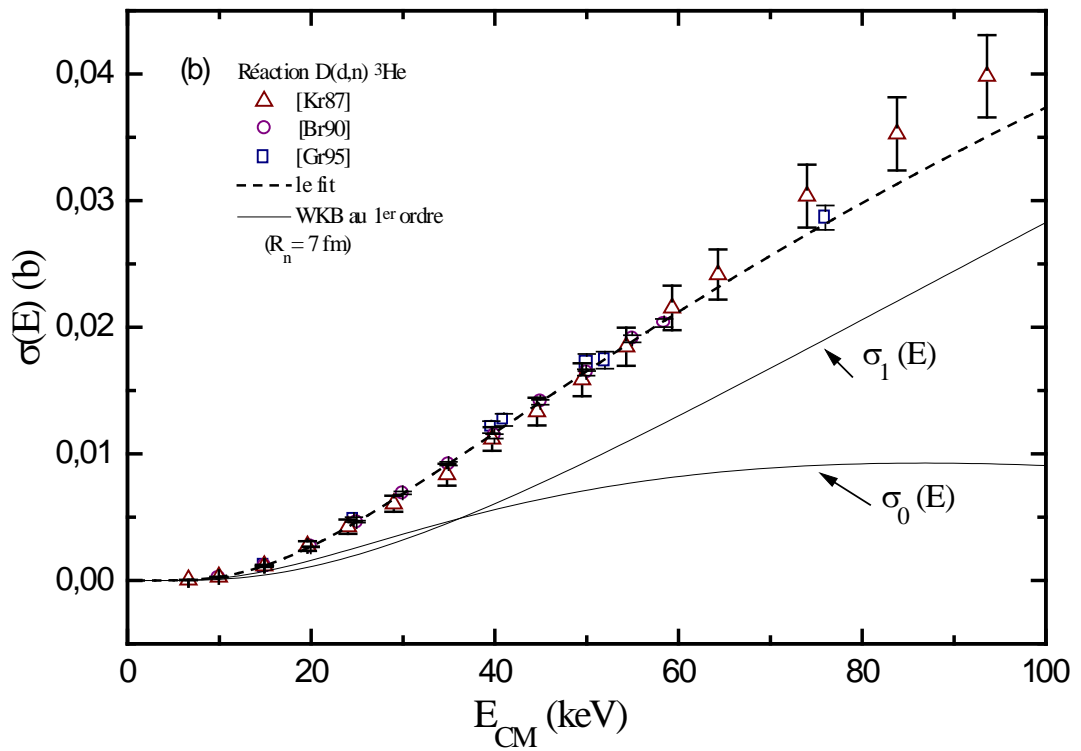 (b) Réaction D(d,n) ³He
[Kr87]
[Br90]
[Gr95]
le fit
WKB au 1er ordre
(Rn = 7 fm)
σ(E) (b)
0,04
0,03
0,02
0,01
0,00
σ1 (E)
σ0 (E)
0 20 40 60 80 100
ECM (keV)